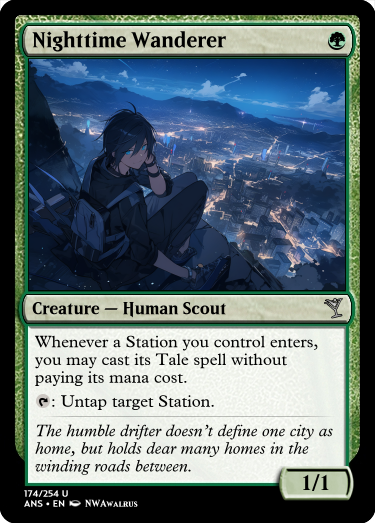 Nighttime Wanderer
Creature — Human Scout
Whenever a Station you control enters,
you may cast its Tale spell without
paying its mana cost.
: Untap target Station.
The humble drifter doesn't define one city as
home, but holds dear many homes in the
winding roads between.
1/1
174/254 U
ANS • EN NWAwalrus